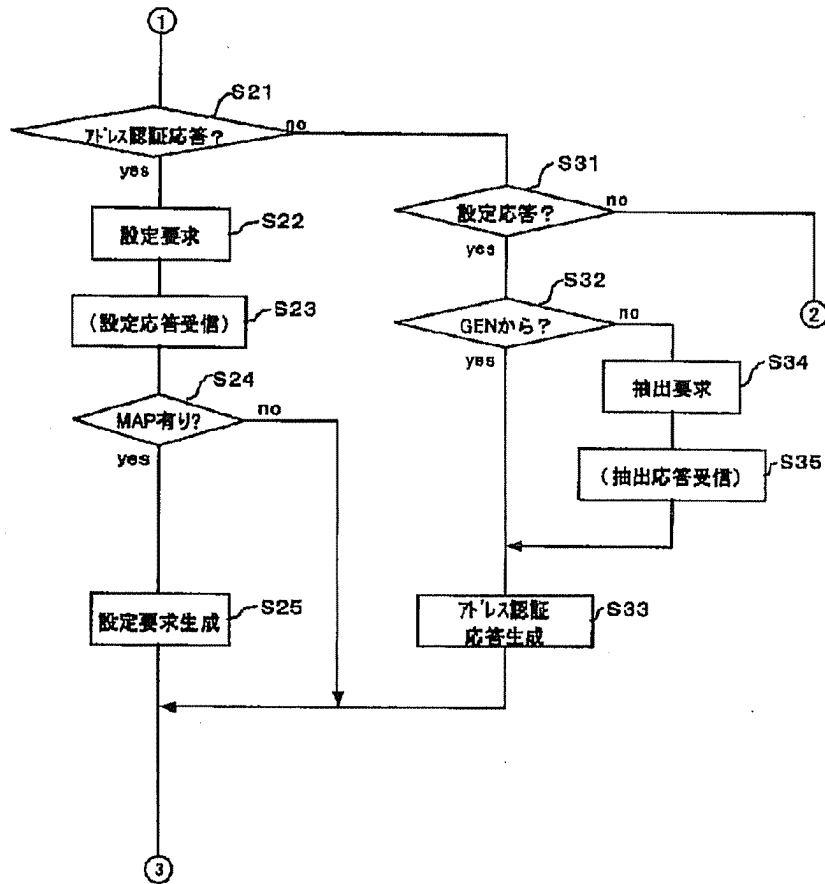 ①
S21
アドレス認証応答？
no
yes
S31
設定応答？
no
yes
S22
設定要求
S32
GENから？
no
yes
②
S23
（設定応答受信）
S34
抽出要求
S24
MAP有り?
no
yes
S35
（抽出応答受信）
S25
設定要求生成
S33
アドレス認証
応答生成
③